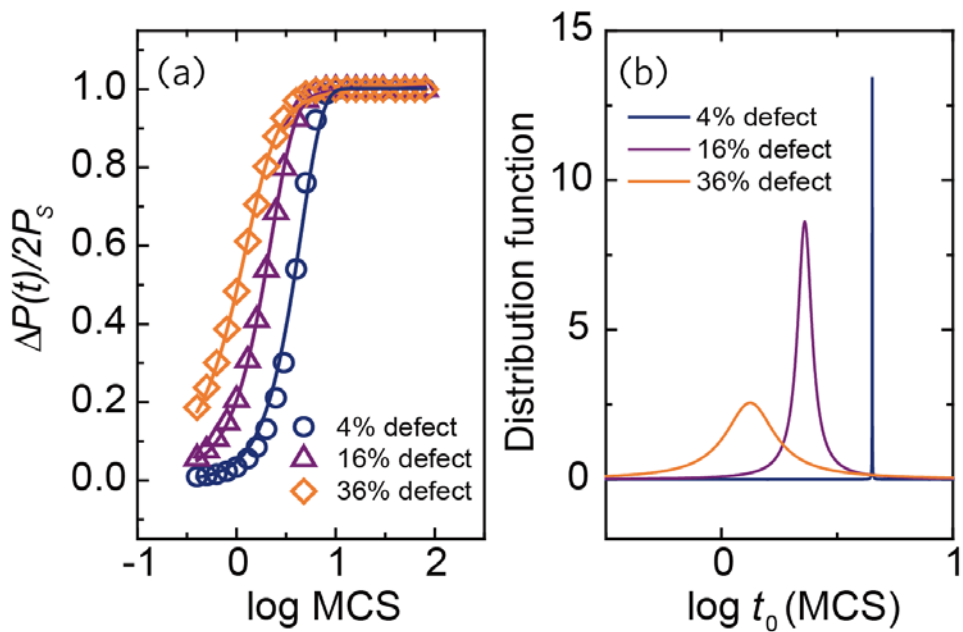 (a)
1.0
0.8
0.6
0.4
0.2
0.0
ΔP(t)/2P_S
4% defect
16% defect
36% defect
-1 0 1 2
log MCS
(b)
15
10
5
0
Distribution function
4% defect
16% defect
36% defect
0 1
log t₀ (MCS)